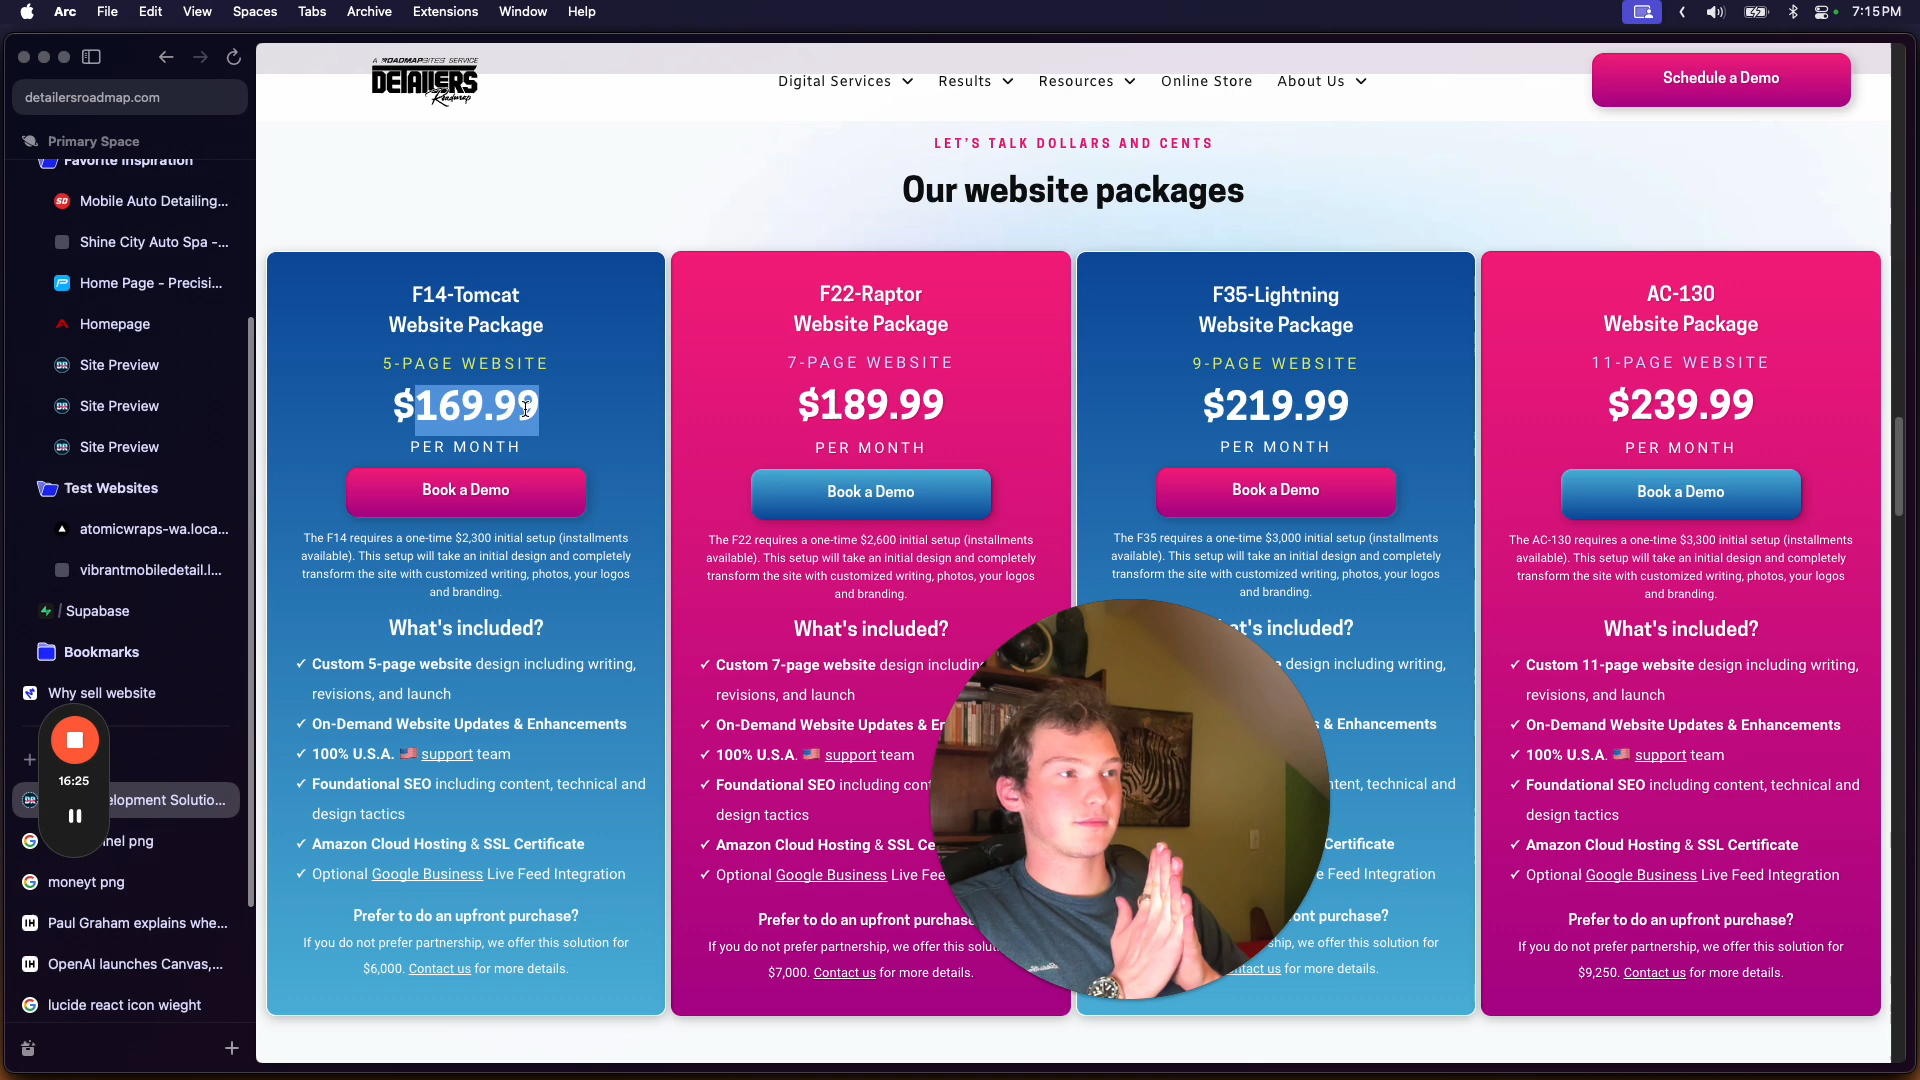 Arc File Edit View Spaces Tabs Archive Extensions Window Help
7:15 PM
detailersroadmap.com
Primary Space
Favorite Inspiration
Mobile Auto Detailing...
Shine City Auto Spa -...
Home Page - Precisi...
Homepage
Site Preview
Site Preview
Site Preview
Test Websites
atomicwraps-wa.loca...
vibrantmobiledetail.l...
/ Supabase
Bookmarks
Why sell website
16:25
elopment Solutio...
nel png
moneyt png
Paul Graham explains whe...
OpenAI launches Canvas,...
lucide react icon wieght
A ROADMAPSITES SERVICE
DETAILERS
Roadmap
Digital Services Results Resources Online Store About Us
Schedule a Demo
LET'S TALK DOLLARS AND CENTS
Our website packages
F14-Tomcat
Website Package
5-PAGE WEBSITE
$169.99
PER MONTH
Book a Demo
The F14 requires a one-time $2,300 initial setup (installments
available). This setup will take an initial design and completely
transform the site with customized writing, photos, your logos
and branding.
What's included?
✓ Custom 5-page website design including writing,
revisions, and launch
✓ On-Demand Website Updates & Enhancements
✓ 100% U.S.A. 🇺🇸 support team
✓ Foundational SEO including content, technical and
design tactics
✓ Amazon Cloud Hosting & SSL Certificate
✓ Optional Google Business Live Feed Integration
Prefer to do an upfront purchase?
If you do not prefer partnership, we offer this solution for
$6,000. Contact us for more details.
F22-Raptor
Website Package
7-PAGE WEBSITE
$189.99
PER MONTH
Book a Demo
The F22 requires a one-time $2,600 initial setup (installments
available). This setup will take an initial design and completely
transform the site with customized writing, photos, your logos
and branding.
What's included?
✓ Custom 7-page website design including
revisions, and launch
✓ On-Demand Website Updates & E
✓ 100% U.S.A. 🇺🇸 support team
✓ Foundational SEO including con
design tactics
✓ Amazon Cloud Hosting & SSL Ce
✓ Optional Google Business Live Fee
Prefer to do an upfront purchase
If you do not prefer partnership, we offer this solu
$7,000. Contact us for more details.
F35-Lightning
Website Package
9-PAGE WEBSITE
$219.99
PER MONTH
Book a Demo
The F35 requires a one-time $3,000 initial setup (installments
available). This setup will take an initial design and completely
transform the site with customized writing, photos, your logos
and branding.
t's included?
design including writing,
s & Enhancements
tent, technical and
ertificate
e Feed Integration
ont purchase?
ship, we offer this solution for
ntact us for more details.
AC-130
Website Package
11-PAGE WEBSITE
$239.99
PER MONTH
Book a Demo
The AC-130 requires a one-time $3,300 initial setup (installments
available). This setup will take an initial design and completely
transform the site with customized writing, photos, your logos
and branding.
What's included?
✓ Custom 11-page website design including writing,
revisions, and launch
✓ On-Demand Website Updates & Enhancements
✓ 100% U.S.A. 🇺🇸 support team
✓ Foundational SEO including content, technical and
design tactics
✓ Amazon Cloud Hosting & SSL Certificate
✓ Optional Google Business Live Feed Integration
Prefer to do an upfront purchase?
If you do not prefer partnership, we offer this solution for
$9,250. Contact us for more details.